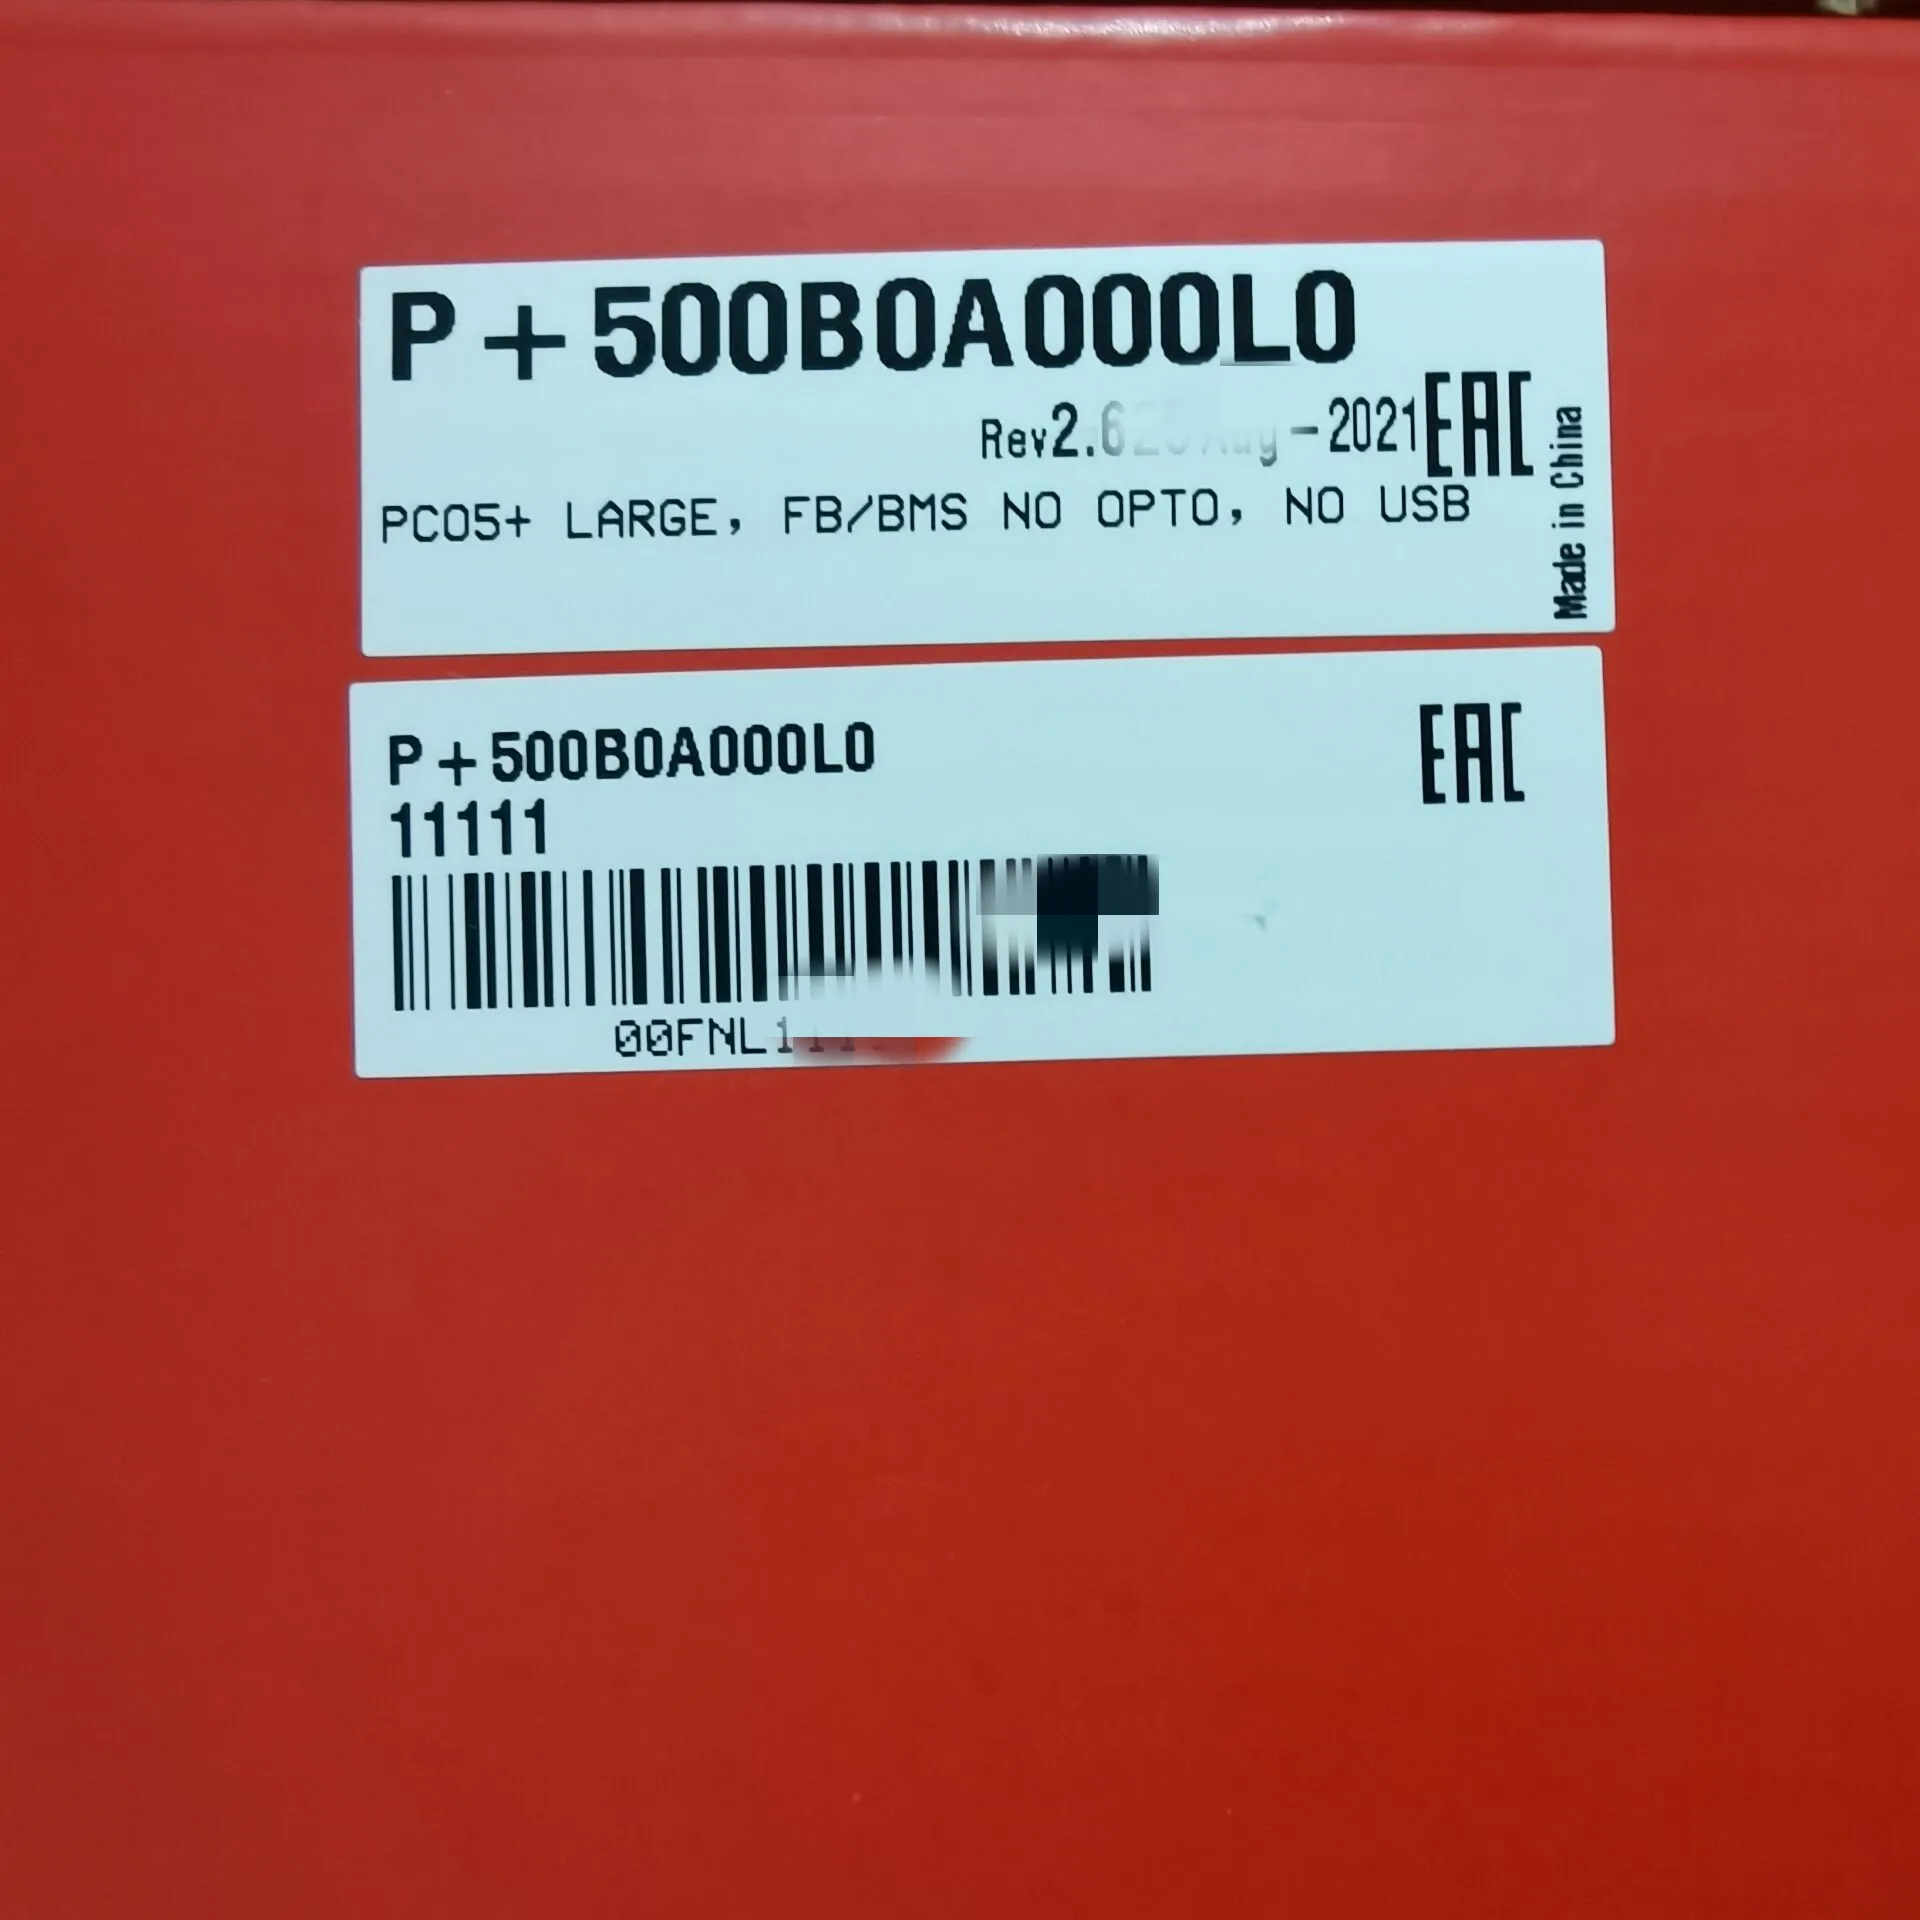 P+500B0A000L0
Rev2.6 -2021 EAC
PCO5+ LARGE, FB/BMS NO OPTO, NO USB
Made in China
P+500B0A000L0
EAC
11111